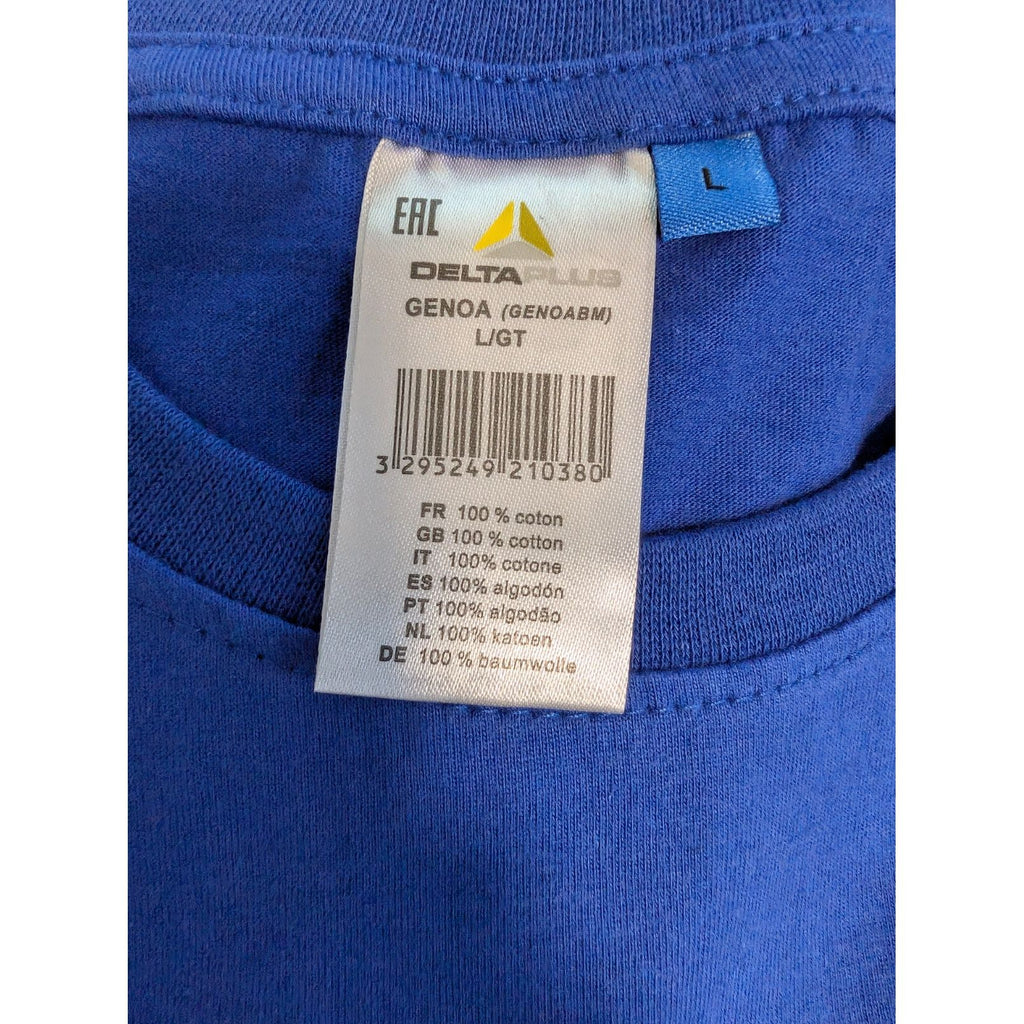 EAC
L
DELTAPLUS
GENOA (GENOABM)
L/GT
3 295249 210380
FR 100 % coton
GB 100 % cotton
IT 100% cotone
ES 100% algodón
PT 100% algodão
NL 100% katoen
DE 100 % baumwolle